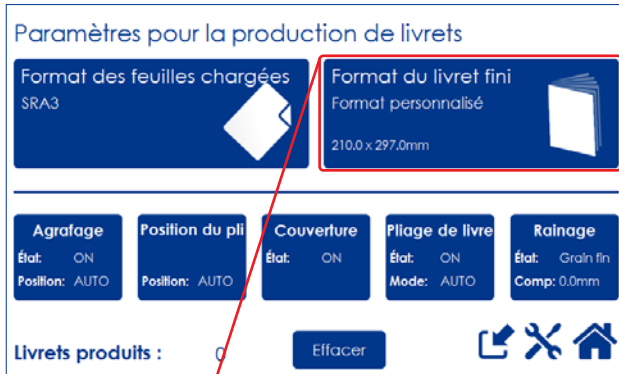 Paramètres pour la production de livrets
Format des feuilles chargées
SRA3
Format du livret fini
Format personnalisé
210.0 x 297.0mm
Agrafage
État: ON
Position: AUTO
Position du pli
Position: AUTO
Couverture
État: ON
Pliage de livre
État: ON
Mode: AUTO
Rainage
État: Grain fin
Comp: 0.0mm
Livrets produits : 0
Effacer